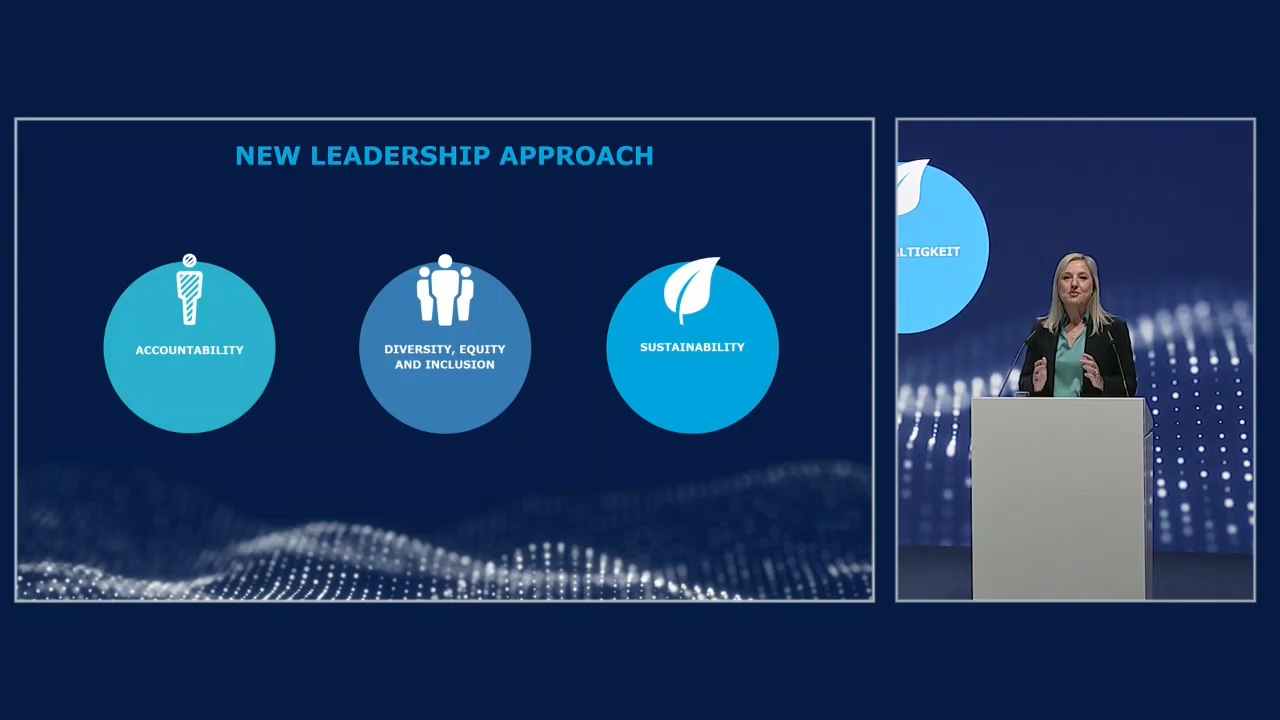 NEW LEADERSHIP APPROACH
ACCOUNTABILITY
DIVERSITY, EQUITY
AND INCLUSION
SUSTAINABILITY
ALTIGKEIT